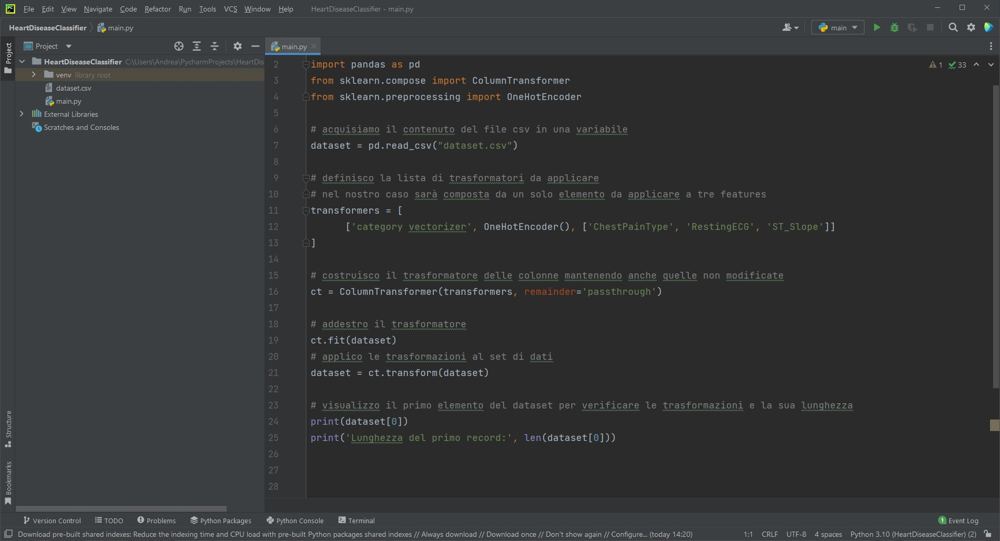 PC File Edit View Navigate Code Refactor Run Tools VCS Window Help HeartDiseaseClassifier - main.py
HeartDiseaseClassifier main.py main
Project
Project
HeartDiseaseClassifier C:\Users\Andrea\PycharmProjects\HeartDis
venv library root
dataset.csv
main.py
External Libraries
Scratches and Consoles
Structure
Bookmarks
main.py
1 33
2 import pandas as pd
3 from sklearn.compose import ColumnTransformer
4 from sklearn.preprocessing import OneHotEncoder
5
6 # acquisiamo il contenuto del file csv in una variabile
7 dataset = pd.read_csv("dataset.csv")
8
9 # definisco la lista di trasformatori da applicare
10 # nel nostro caso sarà composta da un solo elemento da applicare a tre features
11 transformers = [
12 ['category vectorizer', OneHotEncoder(), ['ChestPainType', 'RestingECG', 'ST_Slope']]
13 ]
14
15 # costruisco il trasformatore delle colonne mantenendo anche quelle non modificate
16 ct = ColumnTransformer(transformers, remainder='passthrough')
17
18 # addestro il trasformatore
19 ct.fit(dataset)
20 # applico le trasformazioni al set di dati
21 dataset = ct.transform(dataset)
22
23 # visualizzo il primo elemento del dataset per verificare le trasformazioni e la sua lunghezza
24 print(dataset[0])
25 print('Lunghezza del primo record:', len(dataset[0]))
26
27
28
Version Control TODO Problems Python Packages Python Console Terminal 1 Event Log
Download pre-built shared indexes: Reduce the indexing time and CPU load with pre-built Python packages shared indexes // Always download // Download once // Don't show again // Configure... (today 14:20) 1:1 CRLF UTF-8 4 spaces Python 3.10 (HeartDiseaseClassifier) (2)